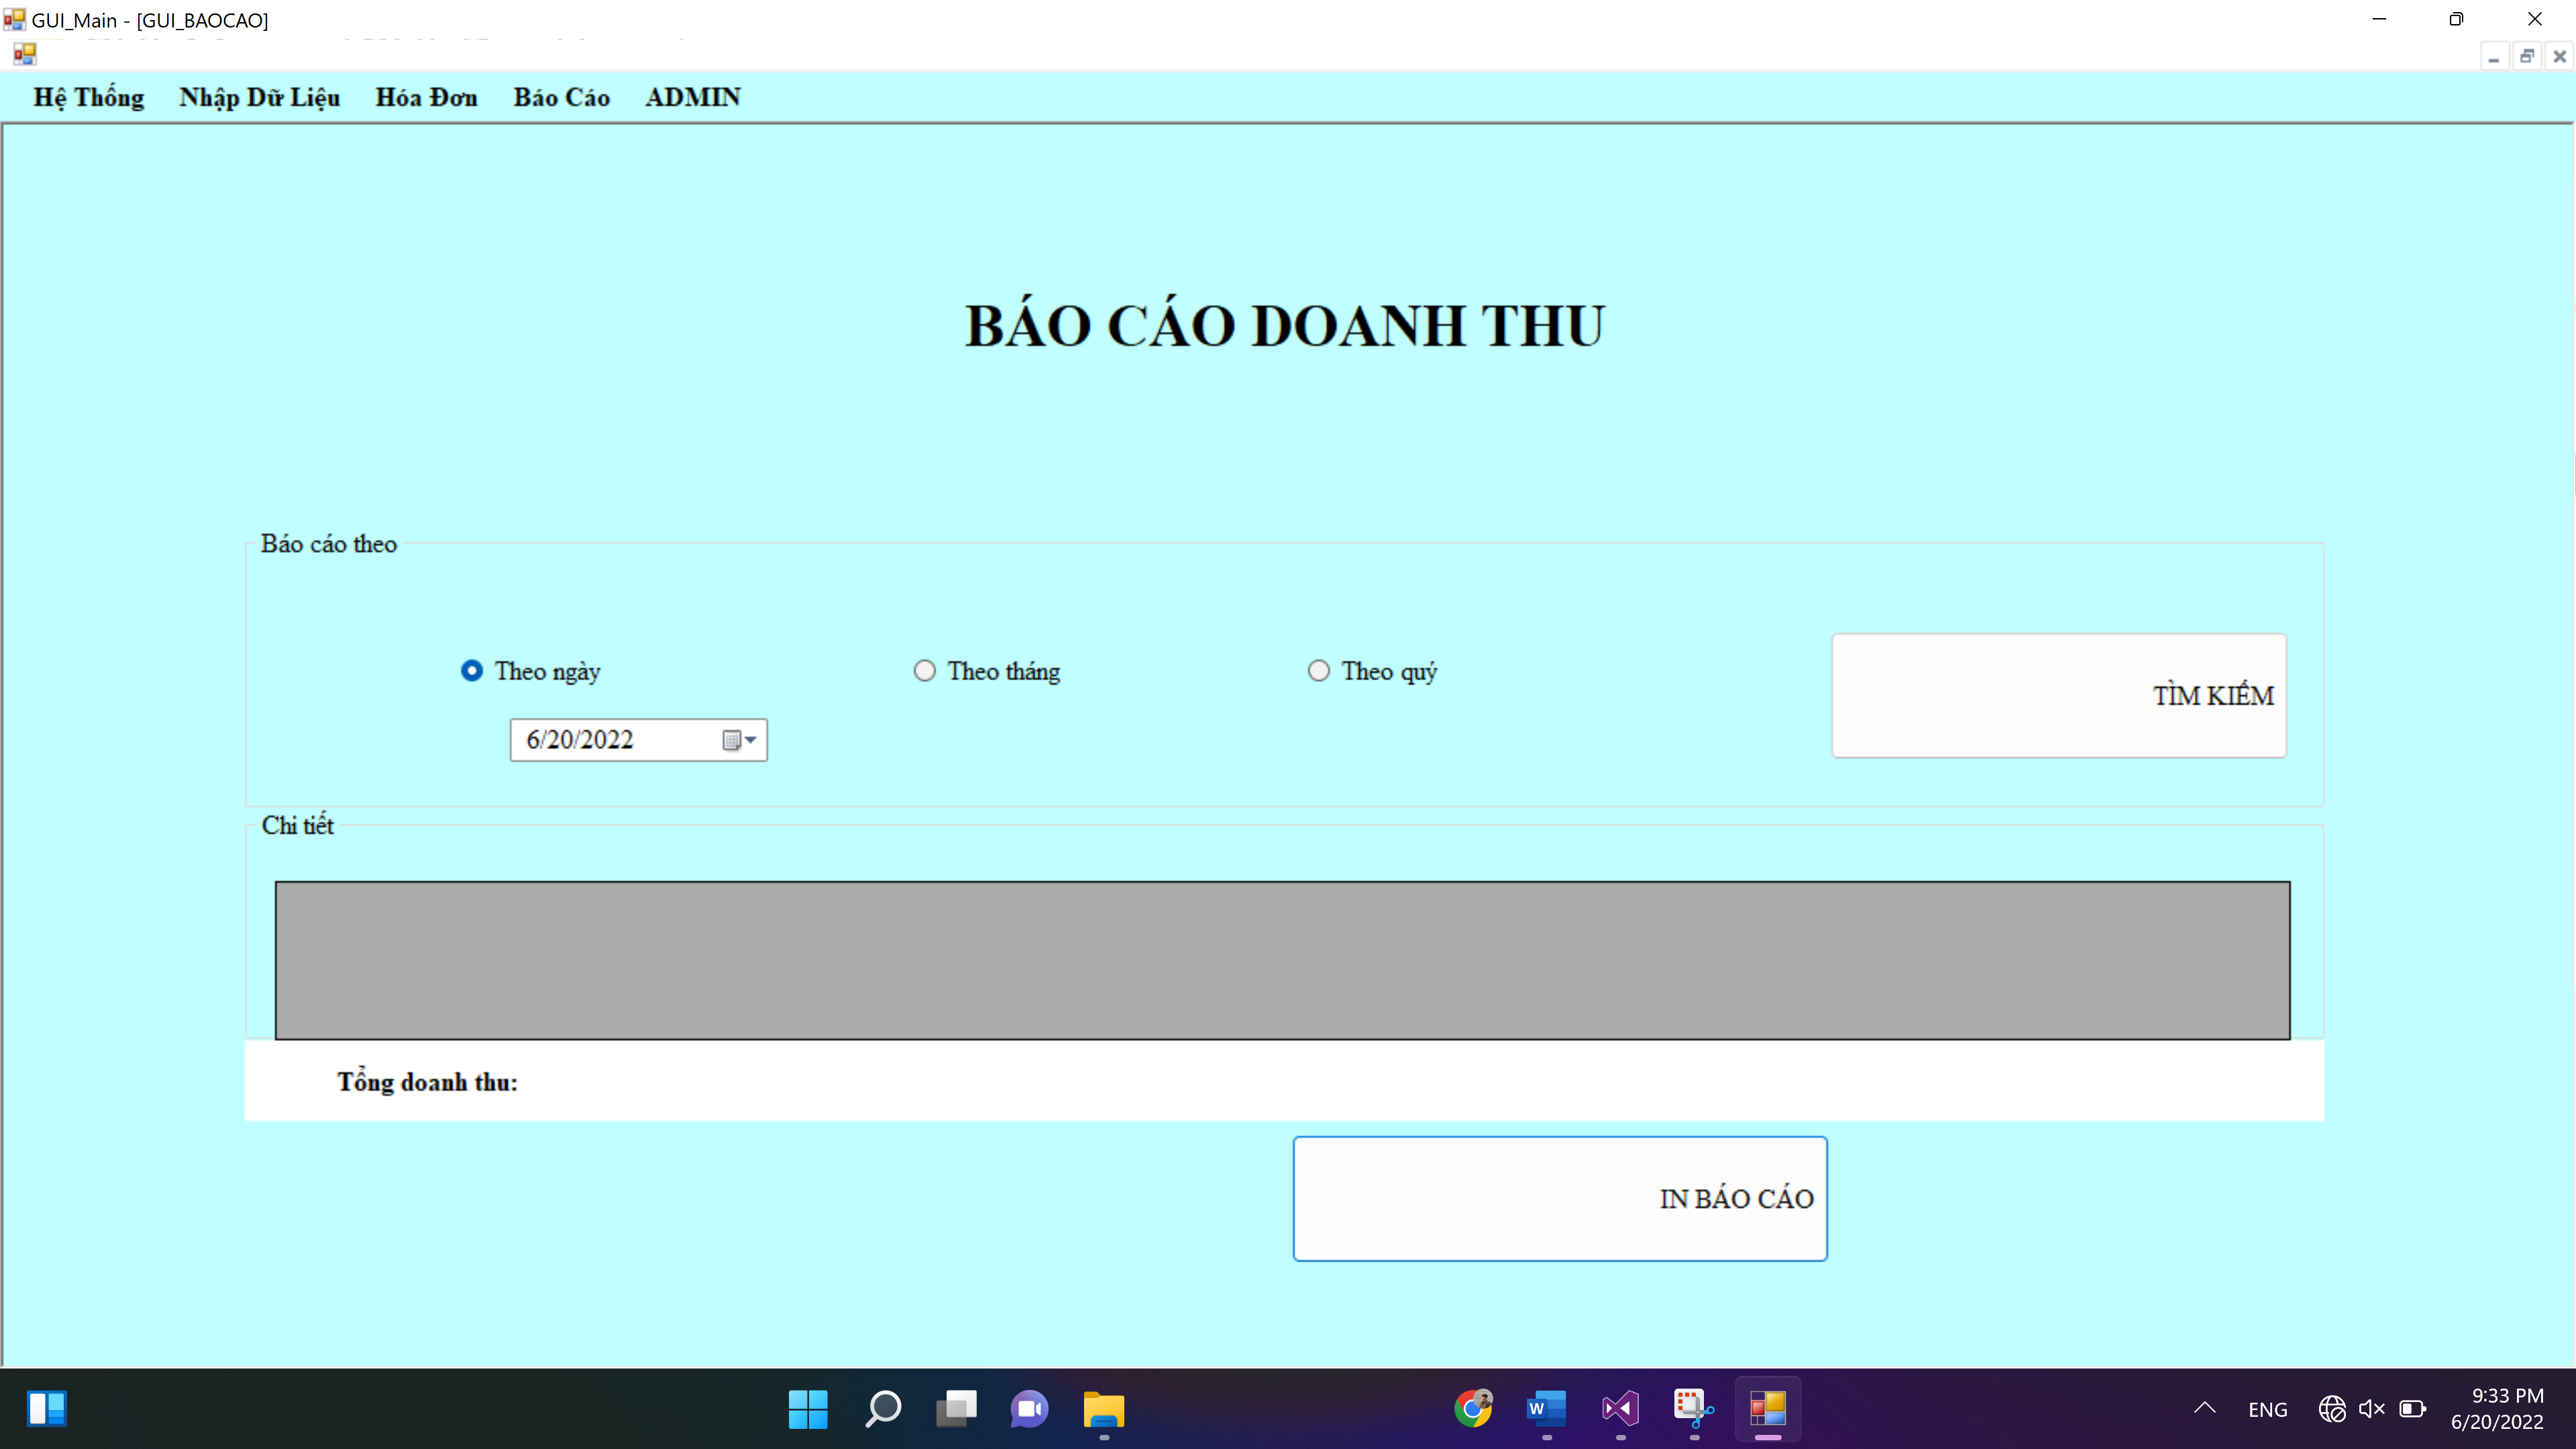 GUI_Main - [GUI_BAOCAO]
Hệ Thống Nhập Dữ Liệu Hóa Đơn Báo Cáo ADMIN
BÁO CÁO DOANH THU
Báo cáo theo
Theo ngày Theo tháng Theo quý
TÌM KIẾM
6/20/2022
Chi tiết
Tổng doanh thu:
IN BÁO CÁO
W
ENG
9:33 PM
6/20/2022